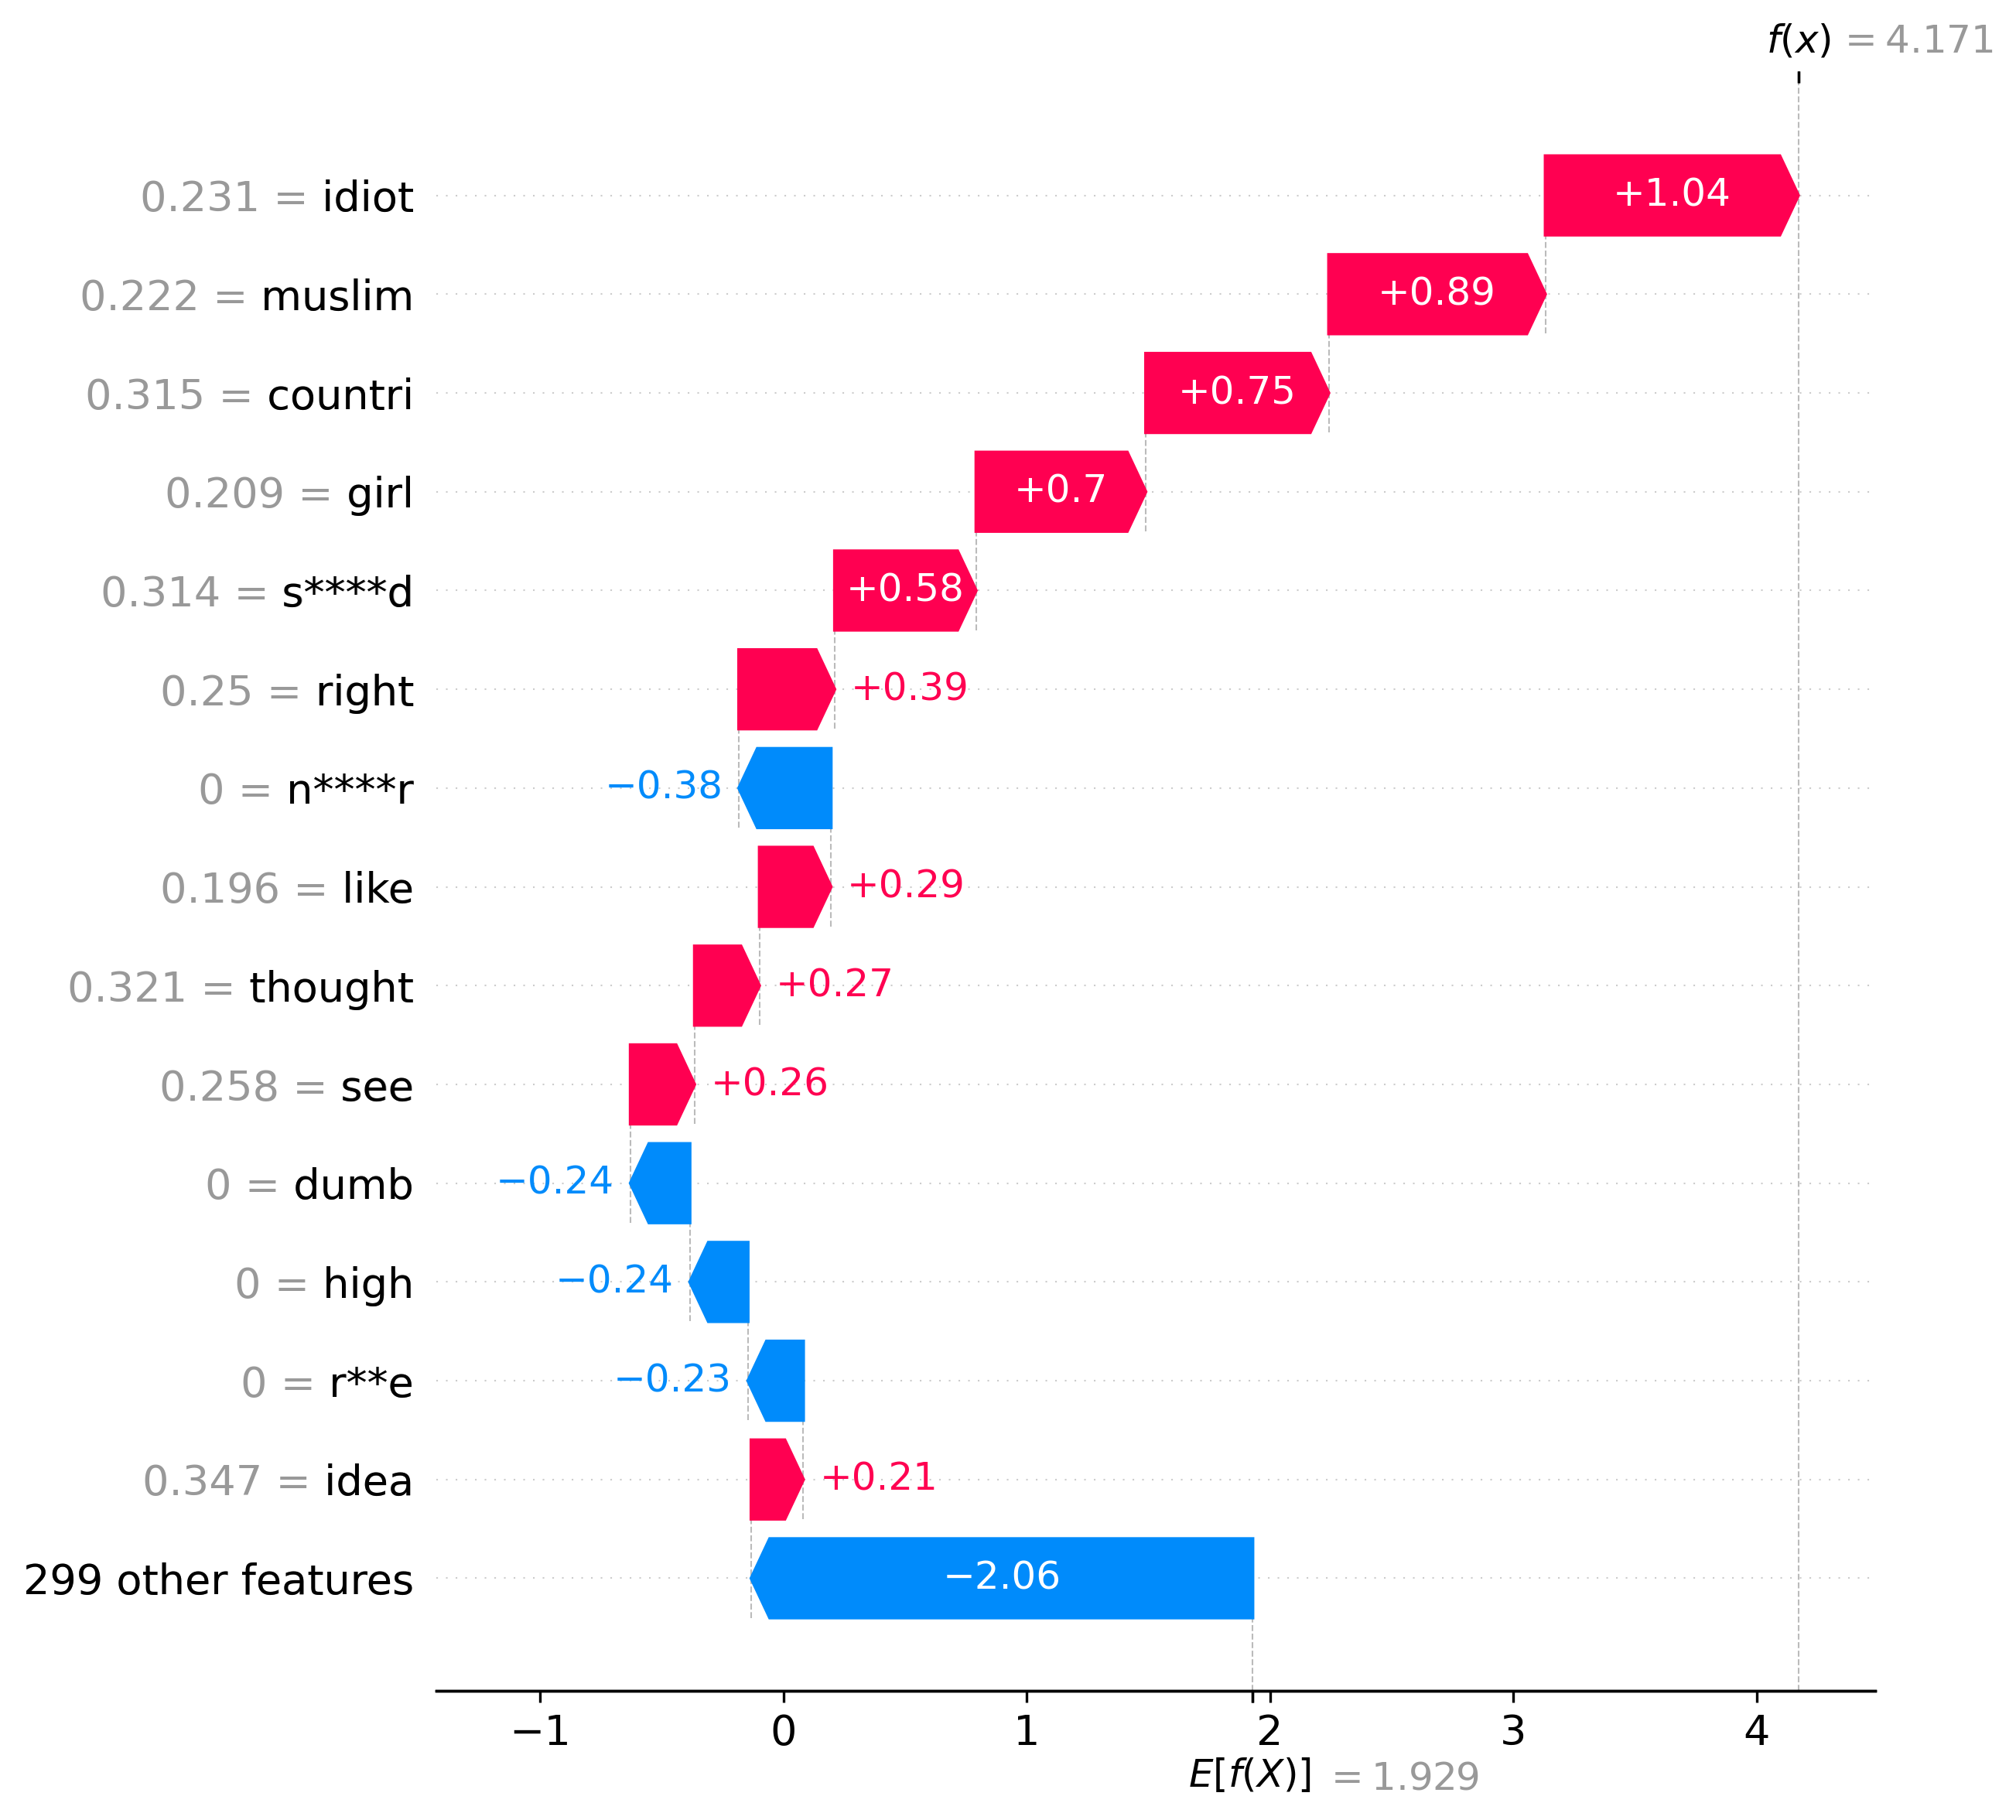 f(x) = 4.171
0.231 = idiot
+1.04
0.222 = muslim
+0.89
0.315 = countri
+0.75
0.209 = girl
+0.7
0.314 = s****d
+0.58
0.25 = right
+0.39
0 = n****r
−0.38
0.196 = like
+0.29
0.321 = thought
+0.27
0.258 = see
+0.26
0 = dumb
−0.24
0 = high
−0.24
0 = r**e
−0.23
0.347 = idea
+0.21
299 other features
−2.06
−1 0 1 2 3 4
E[f(X)] = 1.929